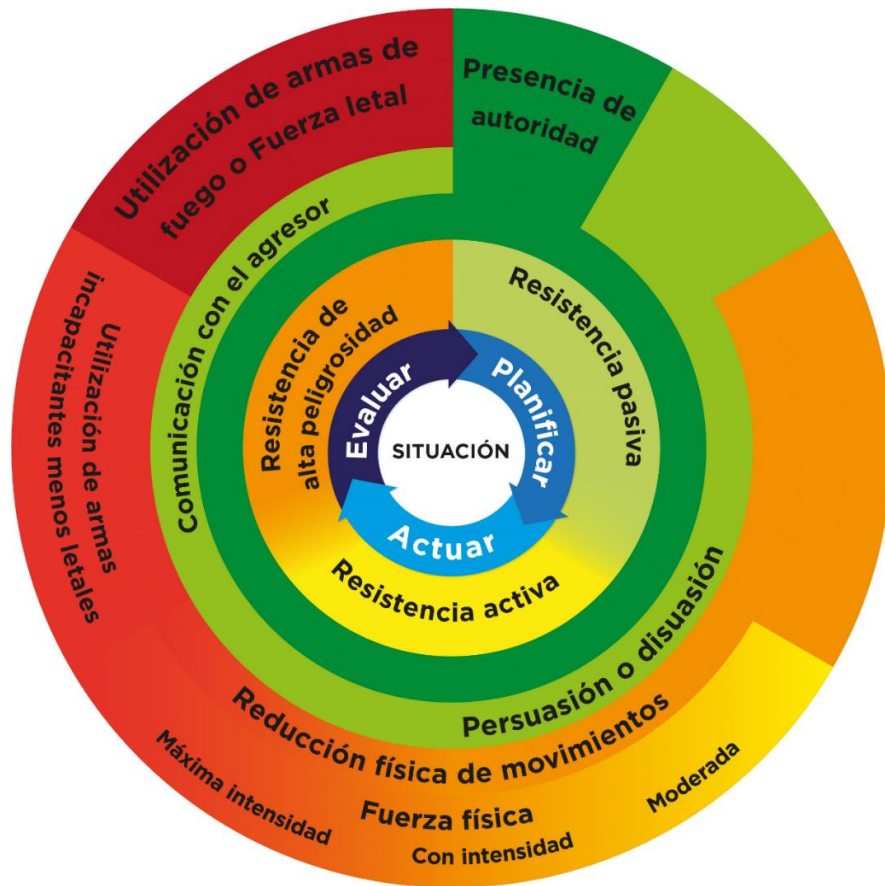 Utilización de armas de
fuego o Fuerza letal
Presencia de
autoridad
Comunicación con el agresor
Resistencia de
alta peligrosidad
Resistencia pasiva
Evaluar
Planificar
SITUACIÓN
Actuar
Resistencia activa
Utilización de armas
incapacitantes menos letales
Persuasión o disuasión
Reducción física de movimientos
Máxima intensidad
Fuerza física
Con intensidad
Moderada